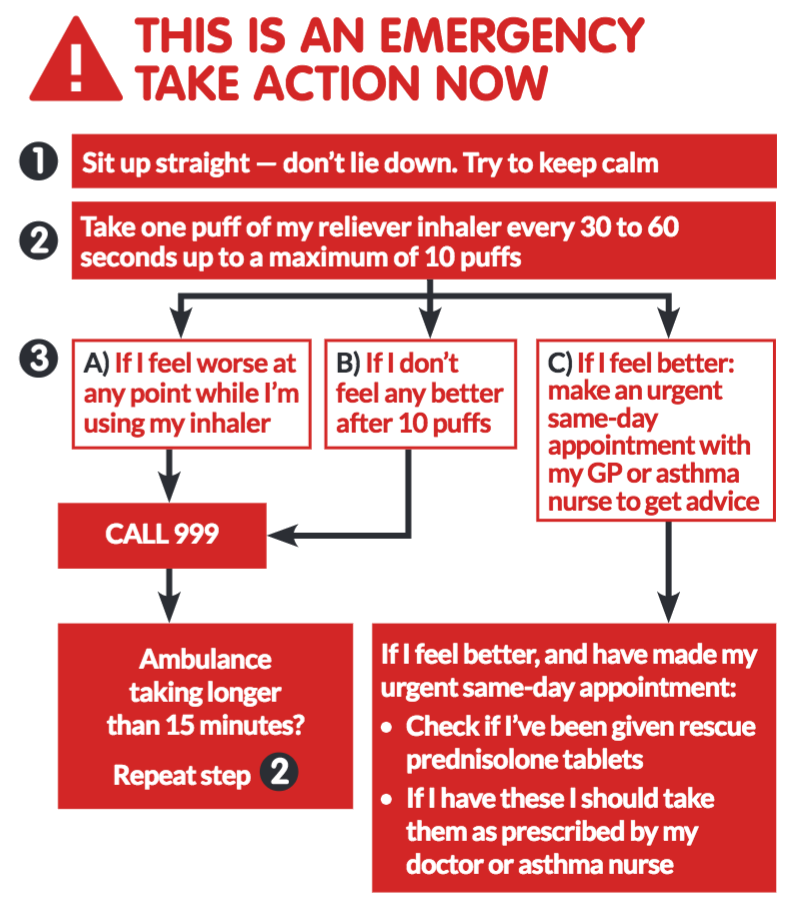 !
THIS IS AN EMERGENCY
TAKE ACTION NOW
1
Sit up straight — don't lie down. Try to keep calm
2
Take one puff of my reliever inhaler every 30 to 60
seconds up to a maximum of 10 puffs
3
A) If I feel worse at
any point while I'm
using my inhaler
B) If I don't
feel any better
after 10 puffs
C) If I feel better:
make an urgent
same-day
appointment with
my GP or asthma
nurse to get advice
CALL 999
Ambulance
taking longer
than 15 minutes?
Repeat step 2
If I feel better, and have made my
urgent same-day appointment:
• Check if I've been given rescue
prednisolone tablets
• If I have these I should take
them as prescribed by my
doctor or asthma nurse